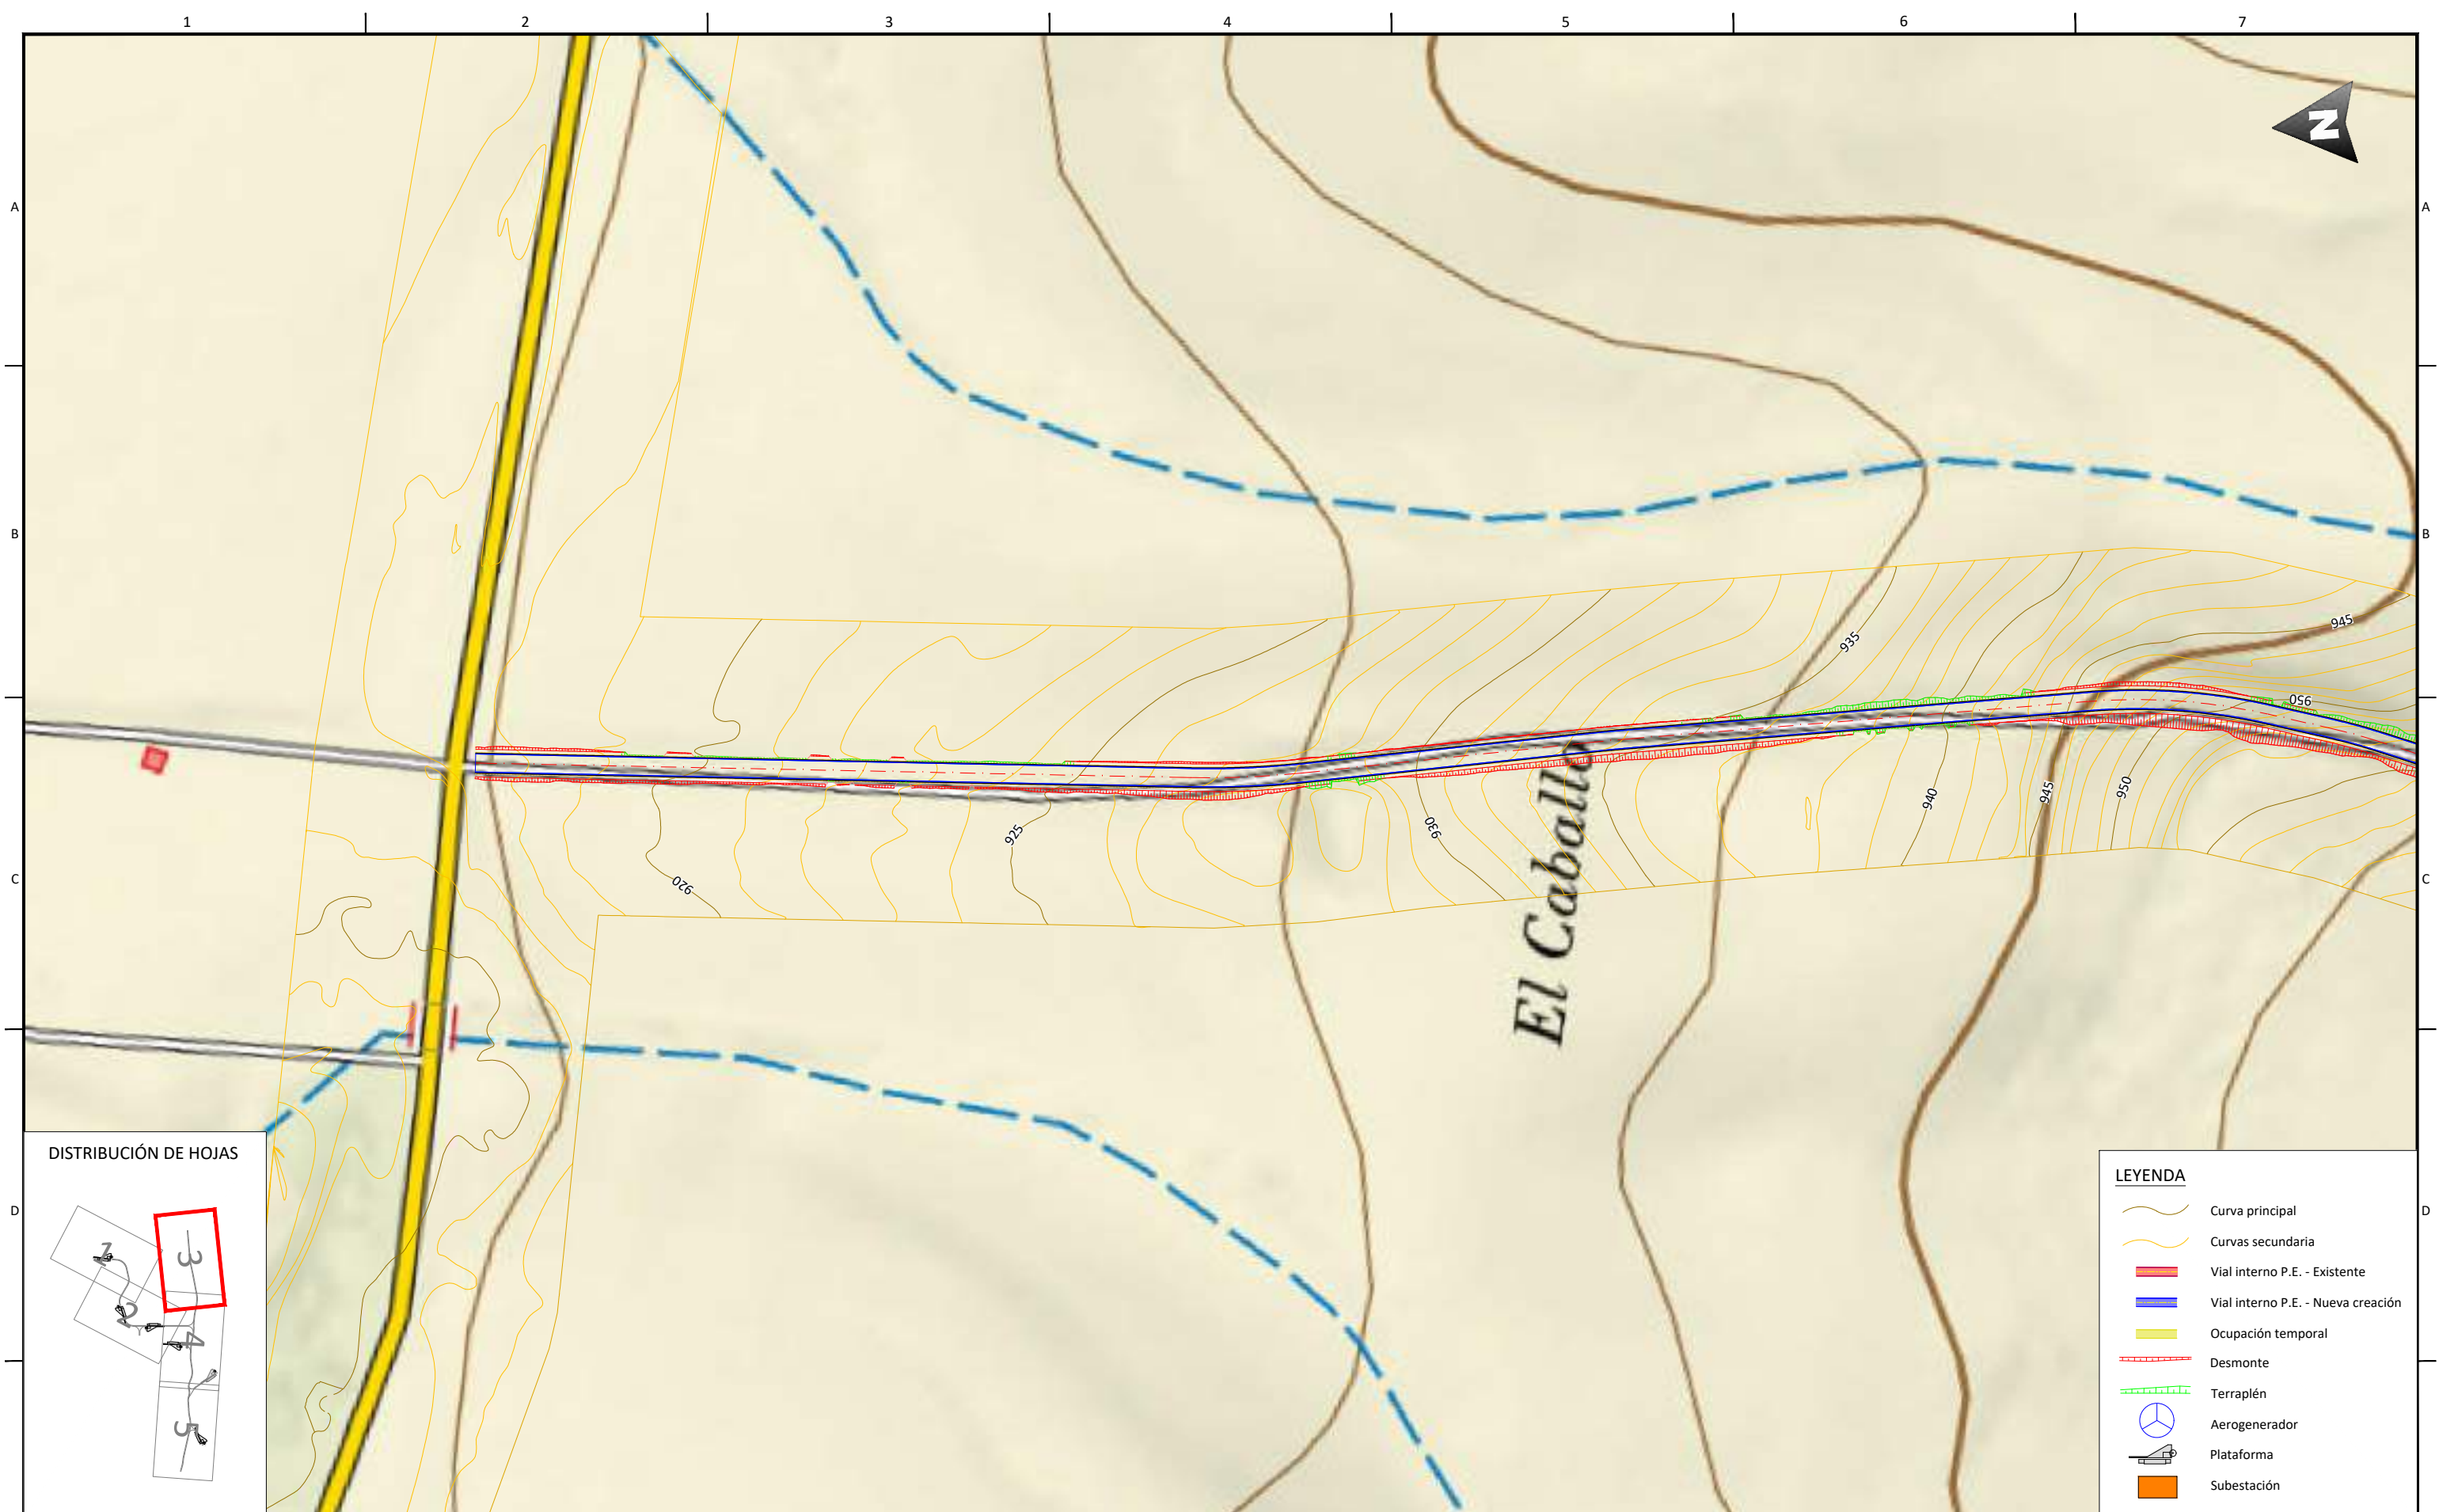 1 2 3 4 5 6 7
N
A A
B B
945
935
950
920
925
930
940
945
950
El Caballo
C C
D D
DISTRIBUCIÓN DE HOJAS
1
2
3
4
5
LEYENDA
Curva principal
Curvas secundaria
Vial interno P.E. - Existente
Vial interno P.E. - Nueva creación
Ocupación temporal
Desmonte
Terraplén
Aerogenerador
Plataforma
Subestación